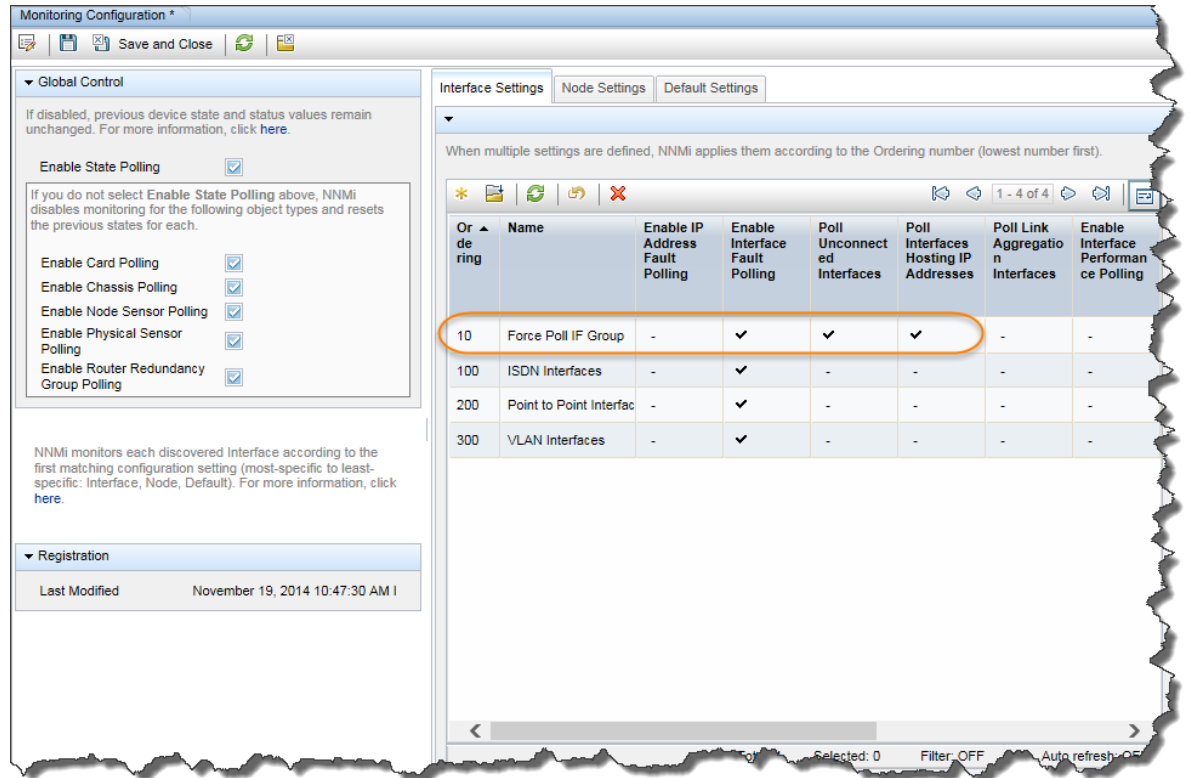 Monitoring Configuration *
Save and Close
Global Control
If disabled, previous device state and status values remain
unchanged. For more information, click here.
Enable State Polling
If you do not select Enable State Polling above, NNMi
disables monitoring for the following object types and resets
the previous states for each.
Enable Card Polling
Enable Chassis Polling
Enable Node Sensor Polling
Enable Physical Sensor
Polling
Enable Router Redundancy
Group Polling
NNMi monitors each discovered Interface according to the
first matching configuration setting (most-specific to least-
specific: Interface, Node, Default). For more information, click
here.
Registration
Last Modified November 19, 2014 10:47:30 AM
Interface Settings Node Settings Default Settings
When multiple settings are defined, NNMi applies them according to the Ordering number (lowest number first).
1 - 4 of 4
Or Name Enable IP Enable Poll Poll Poll Link Enable
de Address Interface Unconnect Interfaces Aggregatio Interface
ring Fault Fault ed Hosting IP n Performan
Polling Polling Interfaces Addresses Interfaces ce Polling
10 Force Poll IF Group - ✔ ✔ ✔ - -
100 ISDN Interfaces - ✔ - - - -
200 Point to Point Interfac - ✔ - - - -
300 VLAN Interfaces - ✔ - - - -
Selected: 0 Filter: OFF Auto refresh: OFF